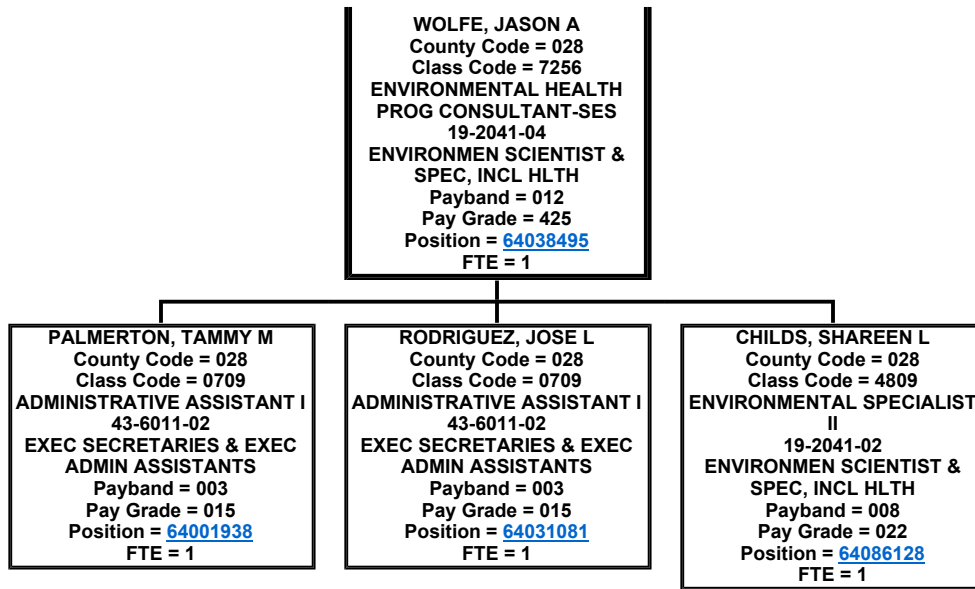 WOLFE, JASON A
County Code = 028
Class Code = 7256
ENVIRONMENTAL HEALTH
PROG CONSULTANT-SES
19-2041-04
ENVIRONMEN SCIENTIST &
SPEC, INCL HLTH
Payband = 012
Pay Grade = 425
Position = 64038495
FTE = 1
PALMERTON, TAMMY M
County Code = 028
Class Code = 0709
ADMINISTRATIVE ASSISTANT I
43-6011-02
EXEC SECRETARIES & EXEC
ADMIN ASSISTANTS
Payband = 003
Pay Grade = 015
Position = 64001938
FTE = 1
RODRIGUEZ, JOSE L
County Code = 028
Class Code = 0709
ADMINISTRATIVE ASSISTANT I
43-6011-02
EXEC SECRETARIES & EXEC
ADMIN ASSISTANTS
Payband = 003
Pay Grade = 015
Position = 64031081
FTE = 1
CHILDS, SHAREEN L
County Code = 028
Class Code = 4809
ENVIRONMENTAL SPECIALIST
II
19-2041-02
ENVIRONMEN SCIENTIST &
SPEC, INCL HLTH
Payband = 008
Pay Grade = 022
Position = 64086128
FTE = 1